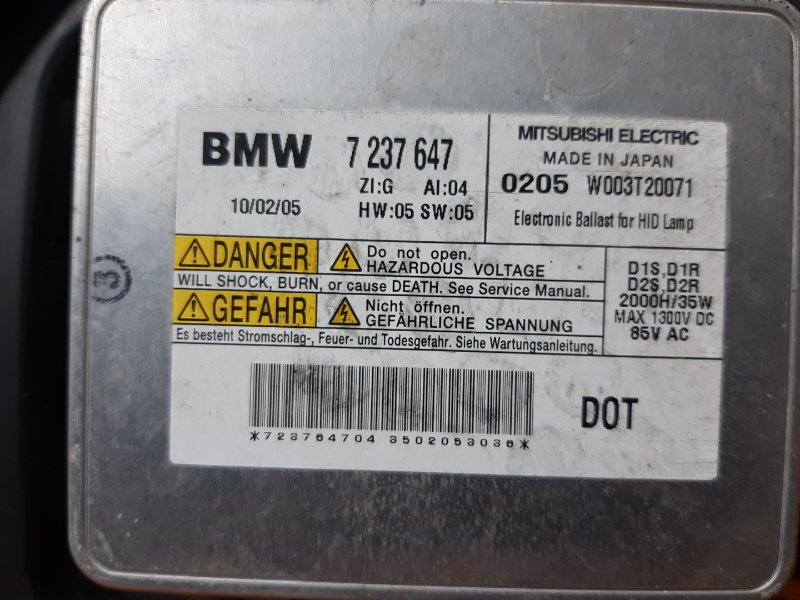 BMW 7 237 647
ZI:G AI:04
10/02/05 HW:05 SW:05
MITSUBISHI ELECTRIC
MADE IN JAPAN
0205 W003T20071
Electronic Ballast for HID Lamp
DANGER Do not open.
HAZARDOUS VOLTAGE
WILL SHOCK, BURN, or cause DEATH. See Service Manual.
GEFAHR Nicht öffnen.
GEFÄHRLICHE SPANNUNG
Es besteht Stromschlag-, Feuer- und Todesgefahr. Siehe Wartungsanleitung.
D1S, D1R
D2S, D2R
2000H/35W
MAX 1300V DC
85V AC
*723764704 3502053036*
DOT
3